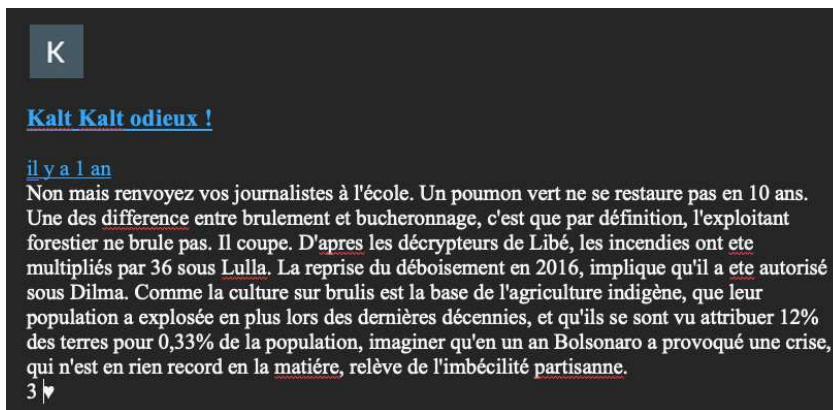 K
Kalt Kalt odieux !
il y a 1 an
Non mais renvoyez vos journalistes à l'école. Un poumon vert ne se restaure pas en 10 ans.
Une des difference entre brulement et bucheronnage, c'est que par définition, l'exploitant
forestier ne brule pas. Il coupe. D'apres les décrypteurs de Libé, les incendies ont ete
multipliés par 36 sous Lulla. La reprise du déboisement en 2016, implique qu'il a ete autorisé
sous Dilma. Comme la culture sur brulis est la base de l'agriculture indigène, que leur
population a explosée en plus lors des dernières décennies, et qu'ils se sont vu attribuer 12%
des terres pour 0,33% de la population, imaginer qu'en un an Bolsonaro a provoqué une crise,
qui n'est en rien record en la matiére, relève de l'imbécilité partisanne.
3 ♥